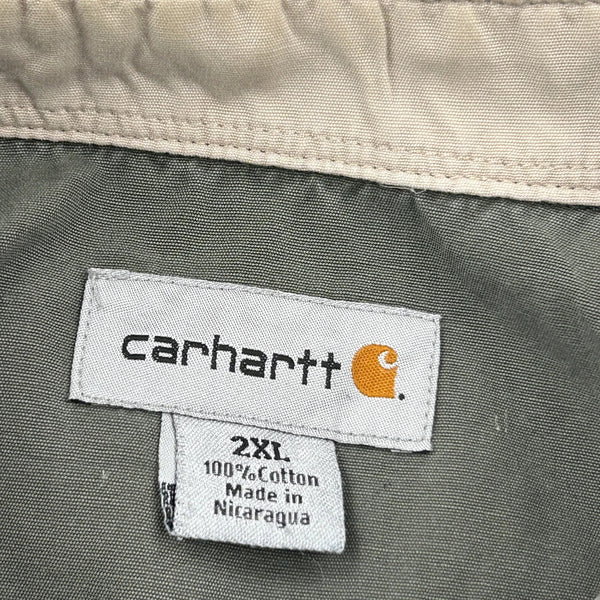 carhartt
2XL
100% Cotton
Made in
Nicaragua